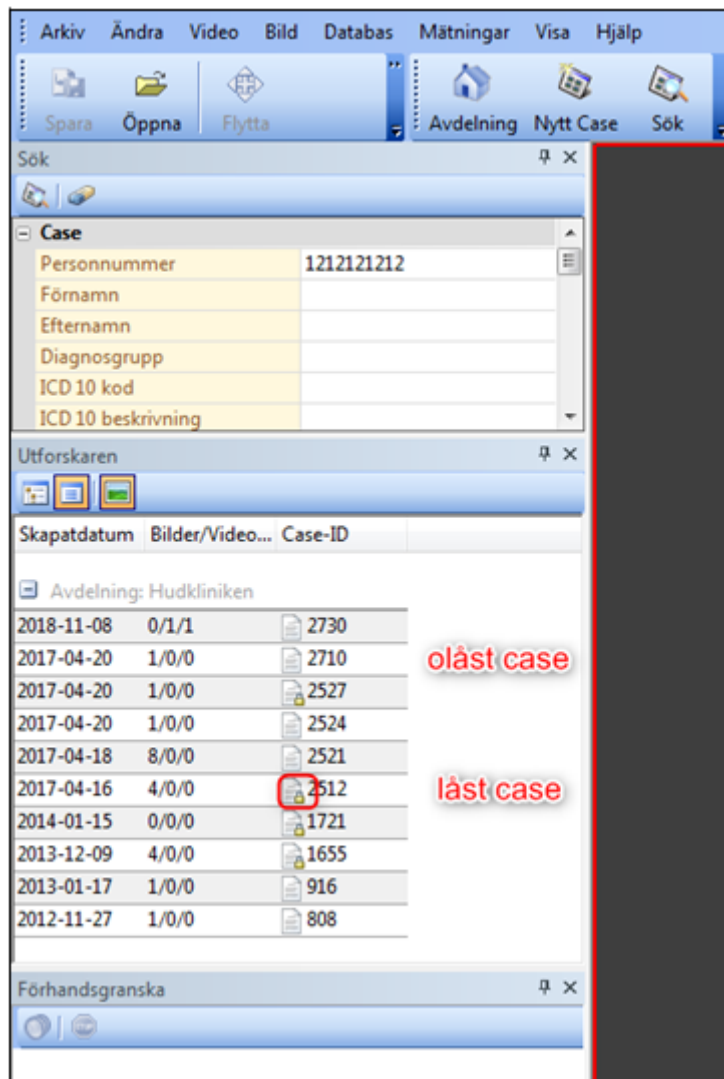 Arkiv Ändra Video Bild Databas Mätningar Visa Hjälp
Spara Öppna Flytta Avdelning Nytt Case Sök
Sök
Case
Personnummer 1212121212
Förnamn
Efternamn
Diagnosgrupp
ICD 10 kod
ICD 10 beskrivning
Utforskaren
Skapatdatum Bilder/Video... Case-ID
Avdelning: Hudkliniken
2018-11-08 0/1/1 2730
2017-04-20 1/0/0 2710 olåst case
2017-04-20 1/0/0 2527
2017-04-20 1/0/0 2524
2017-04-18 8/0/0 2521
2017-04-16 4/0/0 2512 låst case
2014-01-15 0/0/0 1721
2013-12-09 4/0/0 1655
2013-01-17 1/0/0 916
2012-11-27 1/0/0 808
Förhandsgranska